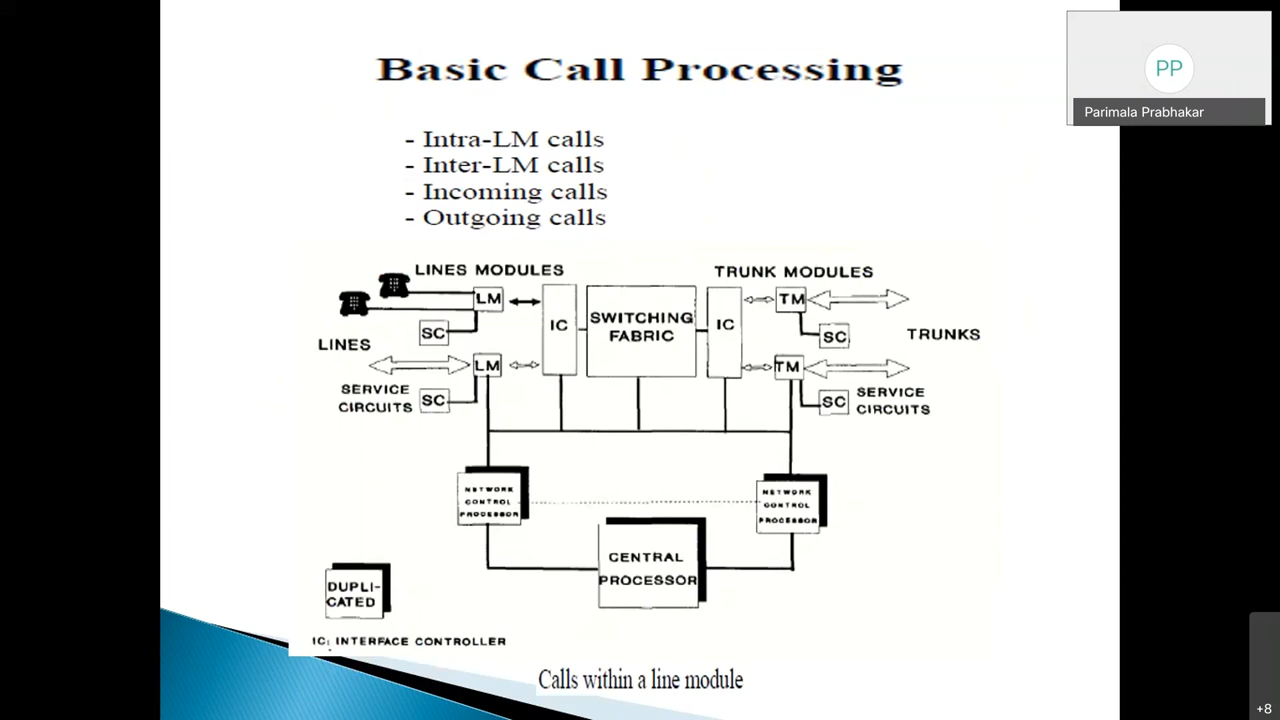 Basic Call Processing
PP
Parimala Prabhakar
- Intra-LM calls
- Inter-LM calls
- Incoming calls
- Outgoing calls
LINES MODULES
TRUNK MODULES
LM
IC
SWITCHING
FABRIC
IC
TM
SC
SC
LINES
TRUNKS
LM
TM
SERVICE
CIRCUITS
SC
SC
SERVICE
CIRCUITS
NETWORK
CONTROL
PROCESSOR
NETWORK
CONTROL
PROCESSOR
CENTRAL
PROCESSOR
DUPLI-
CATED
IC: INTERFACE CONTROLLER
Calls within a line module
+8